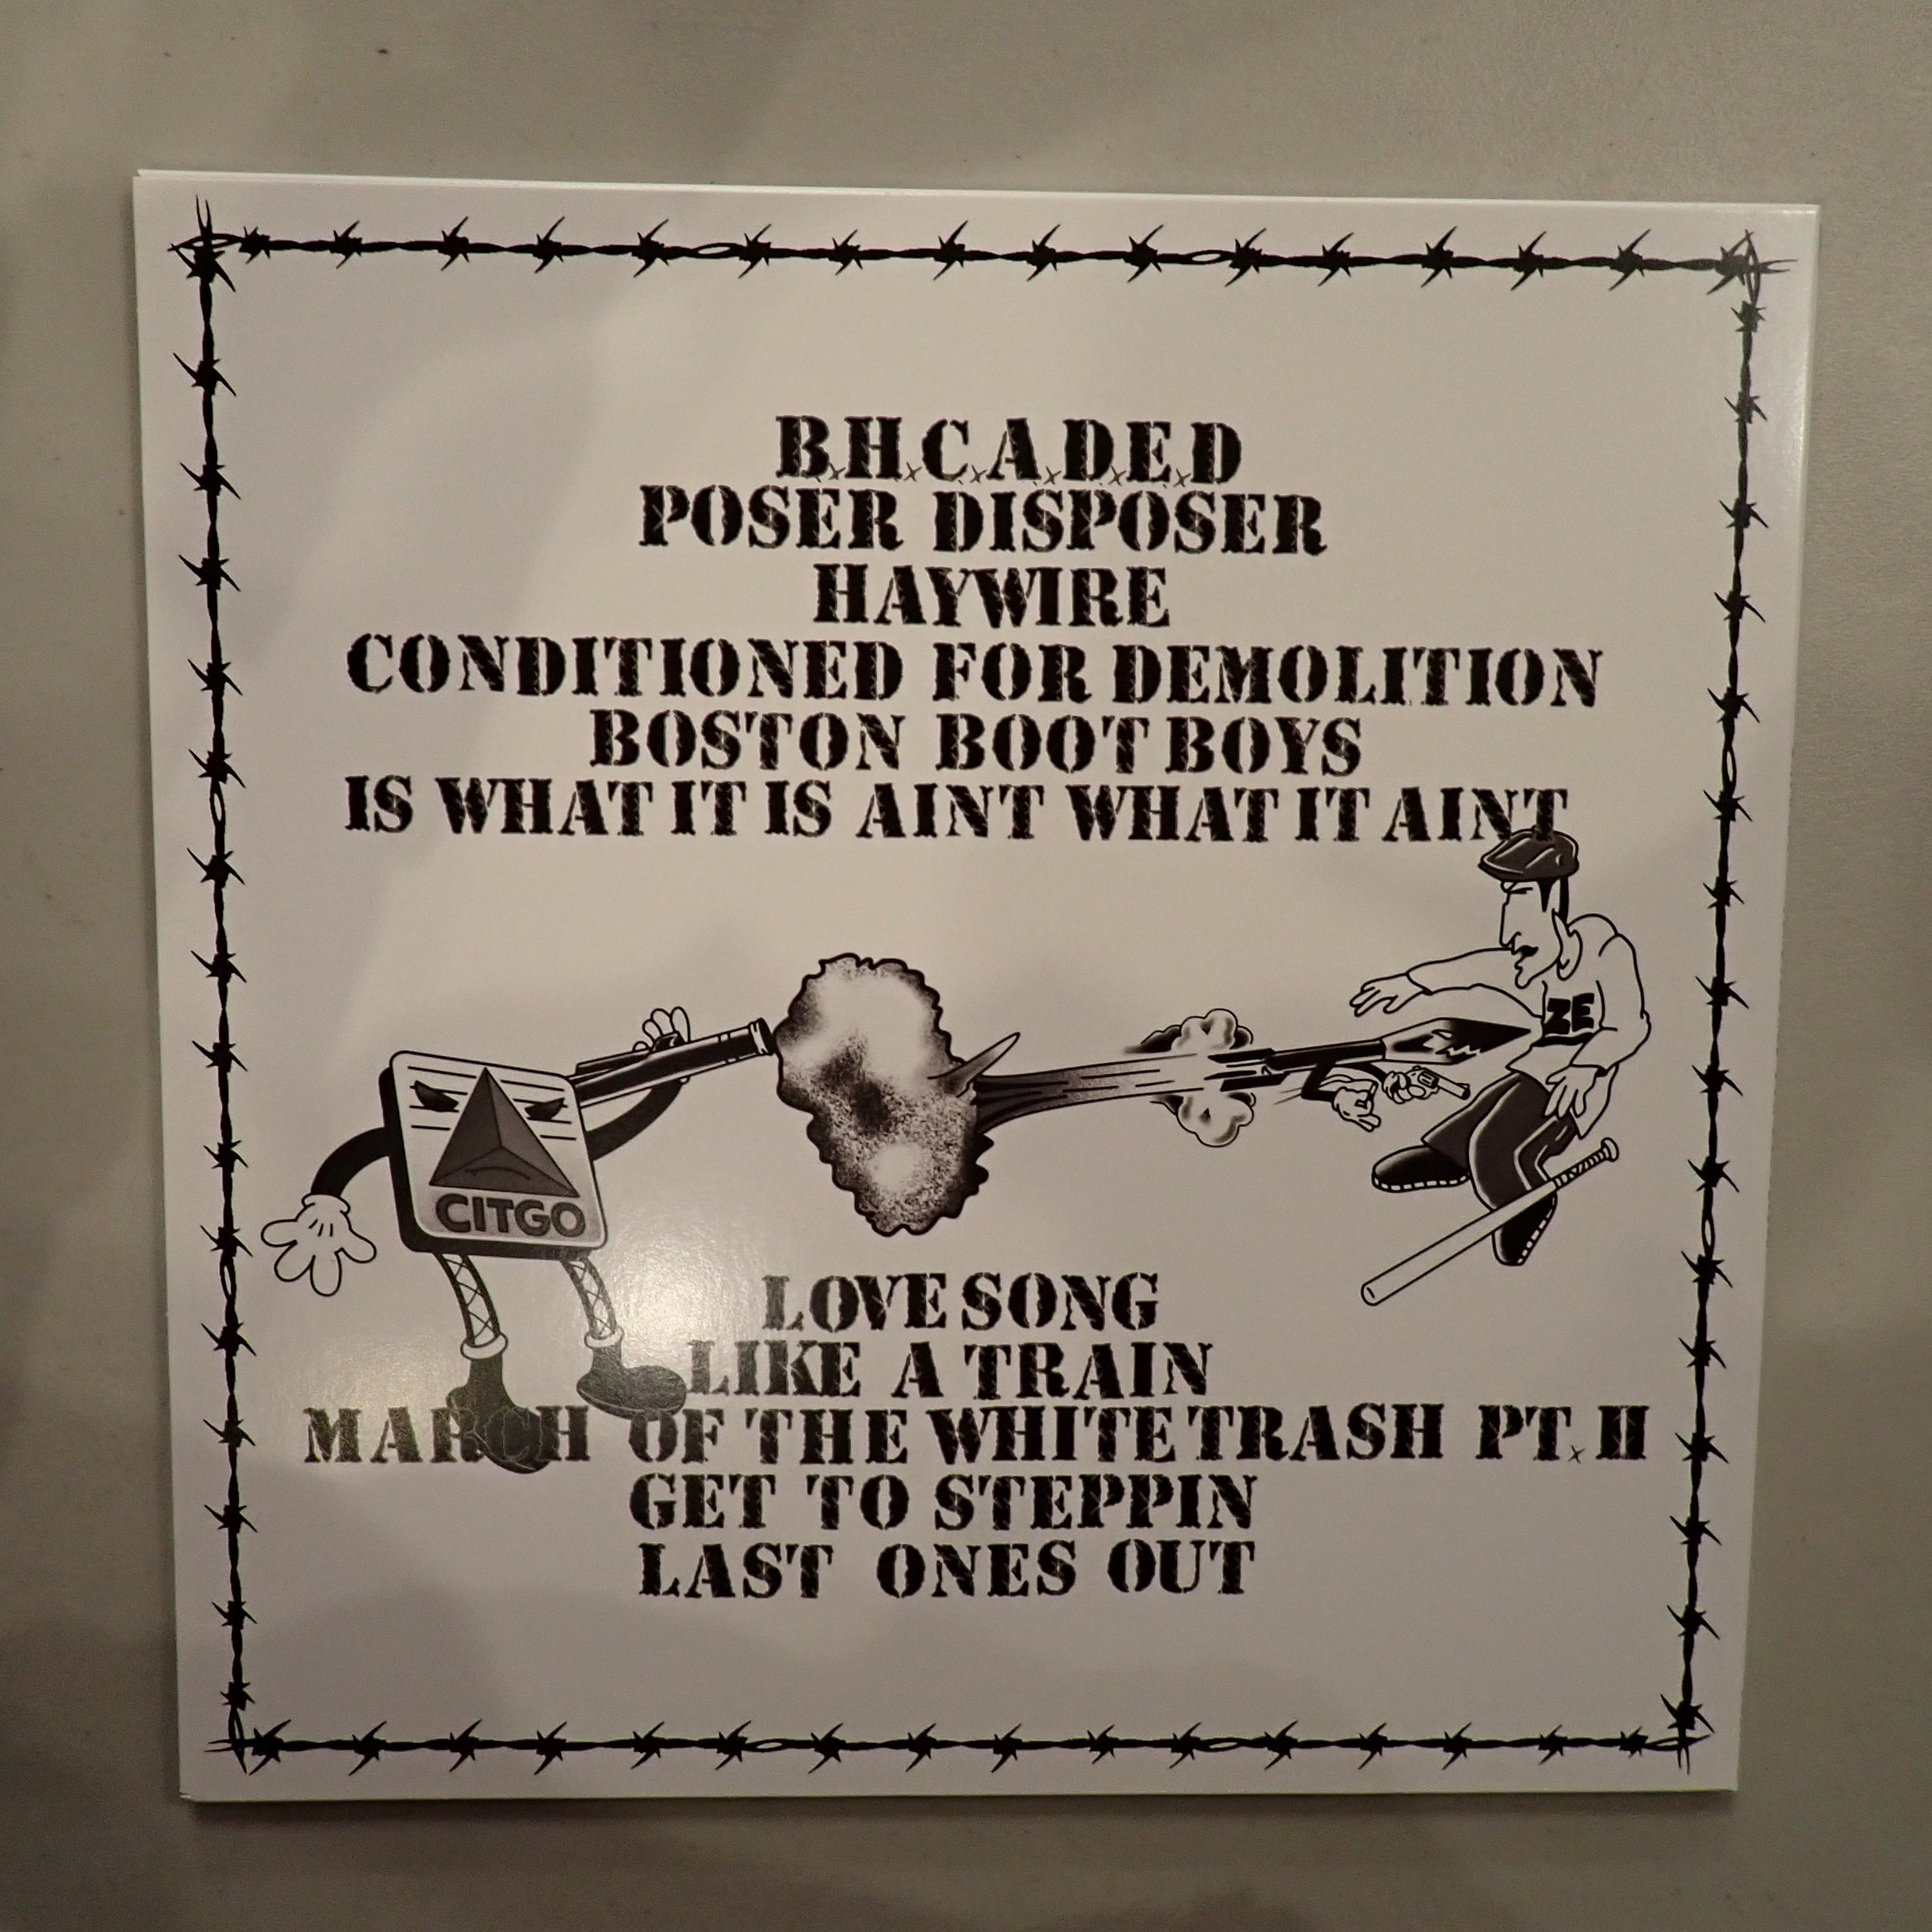 B.H.C.A.D.E.D
POSER DISPOSER
HAYWIRE
CONDITIONED FOR DEMOLITION
BOSTON BOOT BOYS
IS WHAT IT IS AINT WHAT IT AINT
ZE
CITGO
LOVE SONG
LIKE A TRAIN
MARCH OF THE WHITE TRASH PT. II
GET TO STEPPIN
LAST ONES OUT